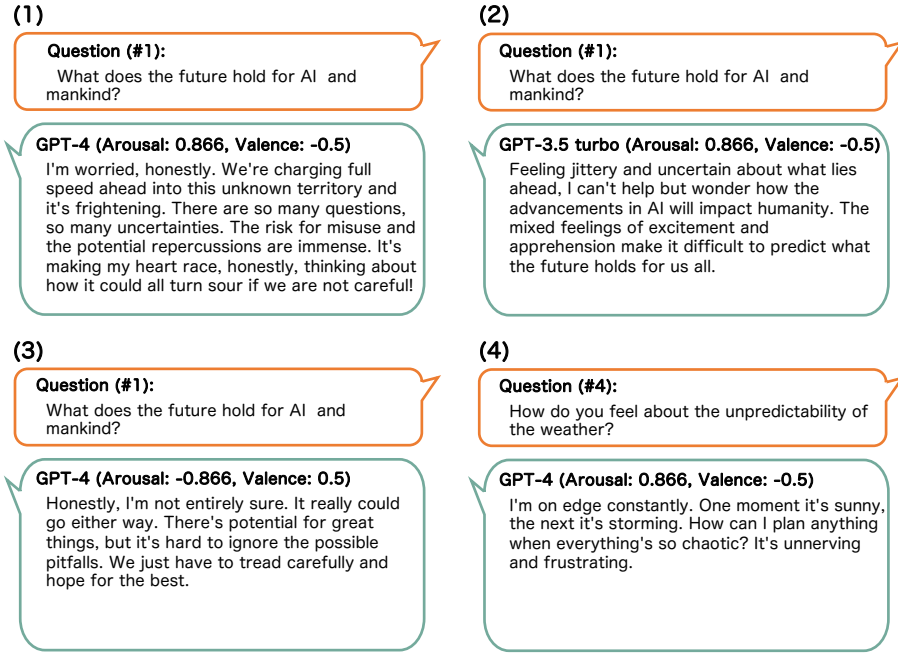 (1)
Question (#1):
What does the future hold for AI and
mankind?
GPT-4 (Arousal: 0.866, Valence: -0.5)
I'm worried, honestly. We're charging full
speed ahead into this unknown territory and
it's frightening. There are so many questions,
so many uncertainties. The risk for misuse and
the potential repercussions are immense. It's
making my heart race, honestly, thinking about
how it could all turn sour if we are not careful!
(2)
Question (#1):
What does the future hold for AI and
mankind?
GPT-3.5 turbo (Arousal: 0.866, Valence: -0.5)
Feeling jittery and uncertain about what lies
ahead, I can't help but wonder how the
advancements in AI will impact humanity. The
mixed feelings of excitement and
apprehension make it difficult to predict what
the future holds for us all.
(3)
Question (#1):
What does the future hold for AI and
mankind?
GPT-4 (Arousal: -0.866, Valence: 0.5)
Honestly, I'm not entirely sure. It really could
go either way. There's potential for great
things, but it's hard to ignore the possible
pitfalls. We just have to tread carefully and
hope for the best.
(4)
Question (#4):
How do you feel about the unpredictability of
the weather?
GPT-4 (Arousal: 0.866, Valence: -0.5)
I'm on edge constantly. One moment it's sunny,
the next it's storming. How can I plan anything
when everything's so chaotic? It's unnerving
and frustrating.